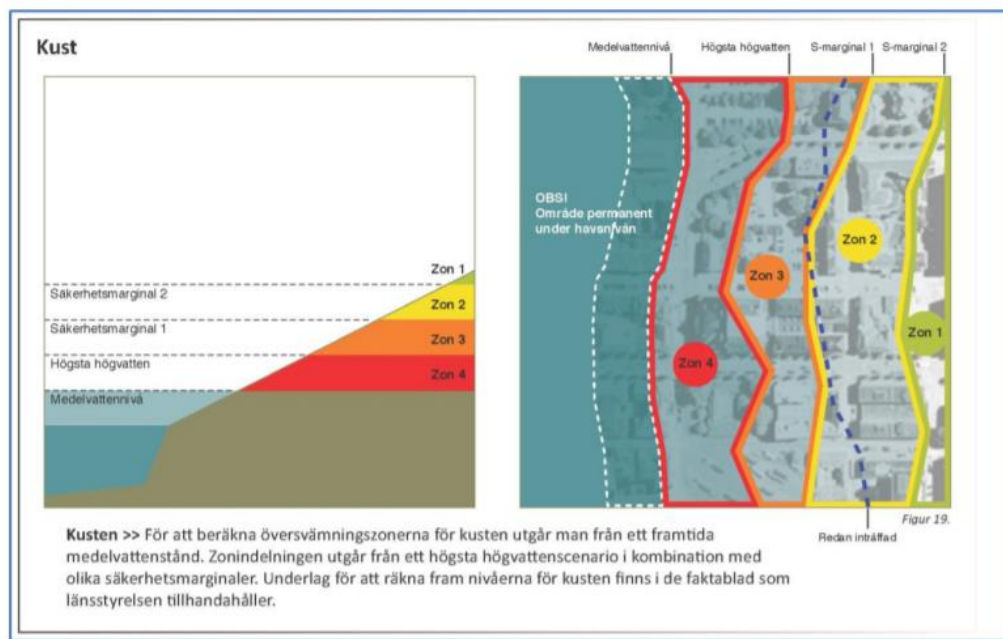 Kust
Medelvattennivå
Högsta högvatten
S-marginal 1
S-marginal 2
Zon 1
Säkerhetsmarginal 2
Zon 2
Säkerhetsmarginal 1
Zon 3
Högsta högvatten
Zon 4
Medelvattennivå
OBS!
Område permanent
under havsnivån
Zon 2
Zon 3
Zon 1
Zon 4
Figur 19.
Redan inträffad
Kusten >> För att beräkna översvämningszonerna för kusten utgår man från ett framtida
medelvattenstånd. Zonindelningen utgår från ett högsta högvattenscenario i kombination med
olika säkerhetsmarginaler. Underlag för att räkna fram nivåerna för kusten finns i de faktablad som
länsstyrelsen tillhandahåller.